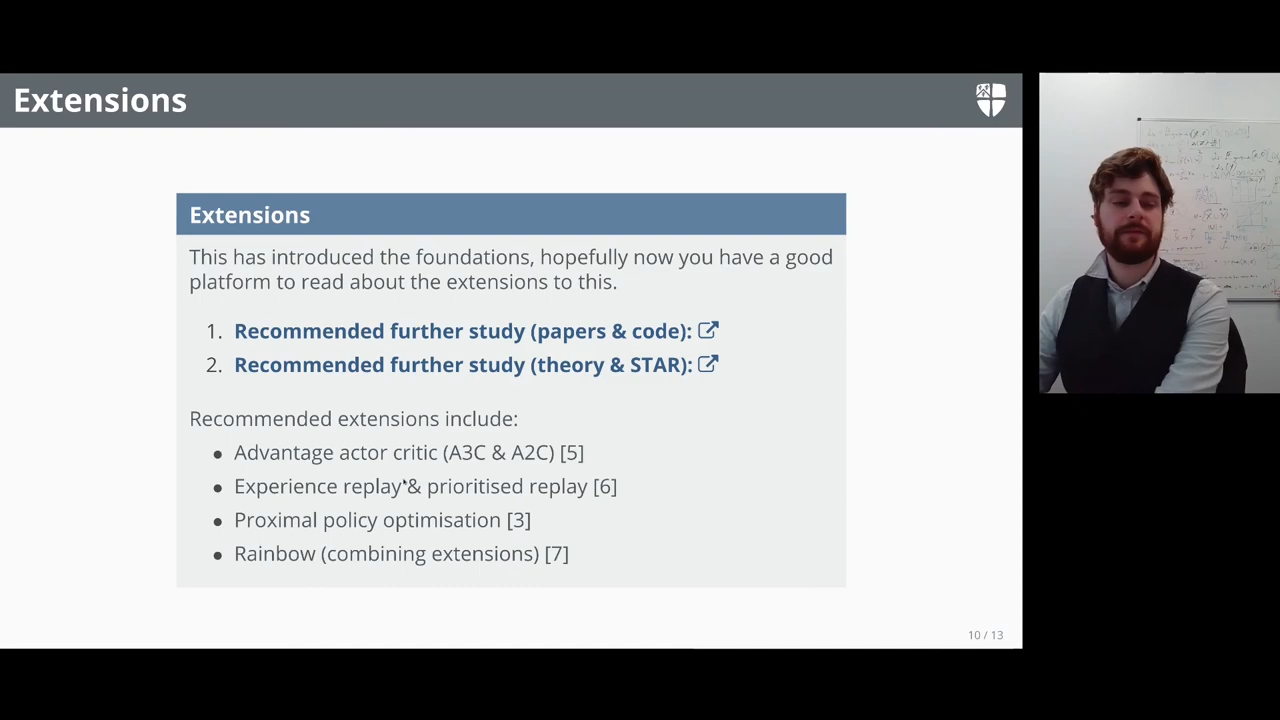 Extensions
Extensions
This has introduced the foundations, hopefully now you have a good
platform to read about the extensions to this.
1. Recommended further study (papers & code):
2. Recommended further study (theory & STAR):
Recommended extensions include:
• Advantage actor critic (A3C & A2C) [5]
• Experience replay & prioritised replay [6]
• Proximal policy optimisation [3]
• Rainbow (combining extensions) [7]
10 / 13